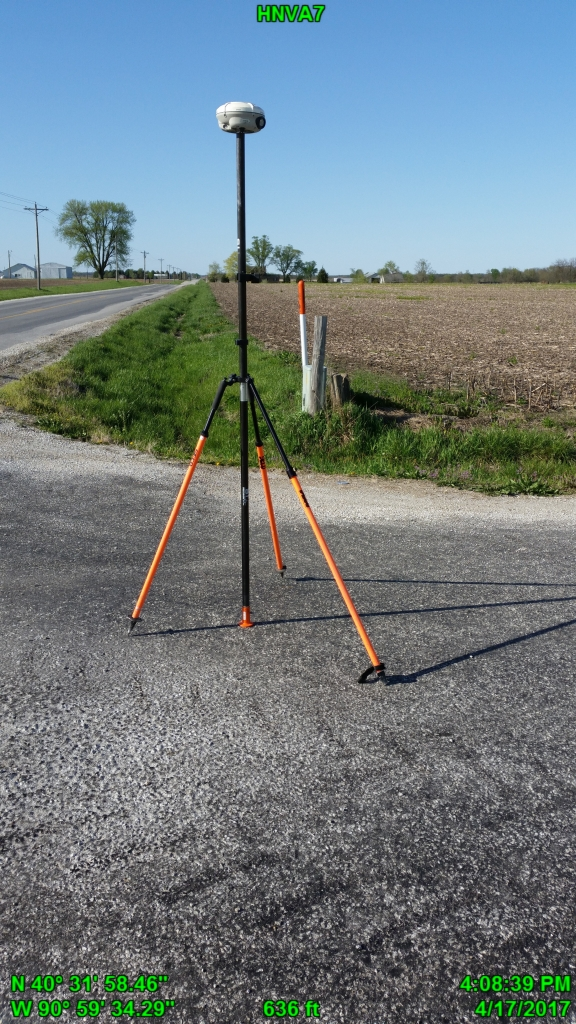 HNVA7
N 40° 31' 58.46"
4:08:39 PM
W 90° 59' 34.29"
636 ft
4/17/2017